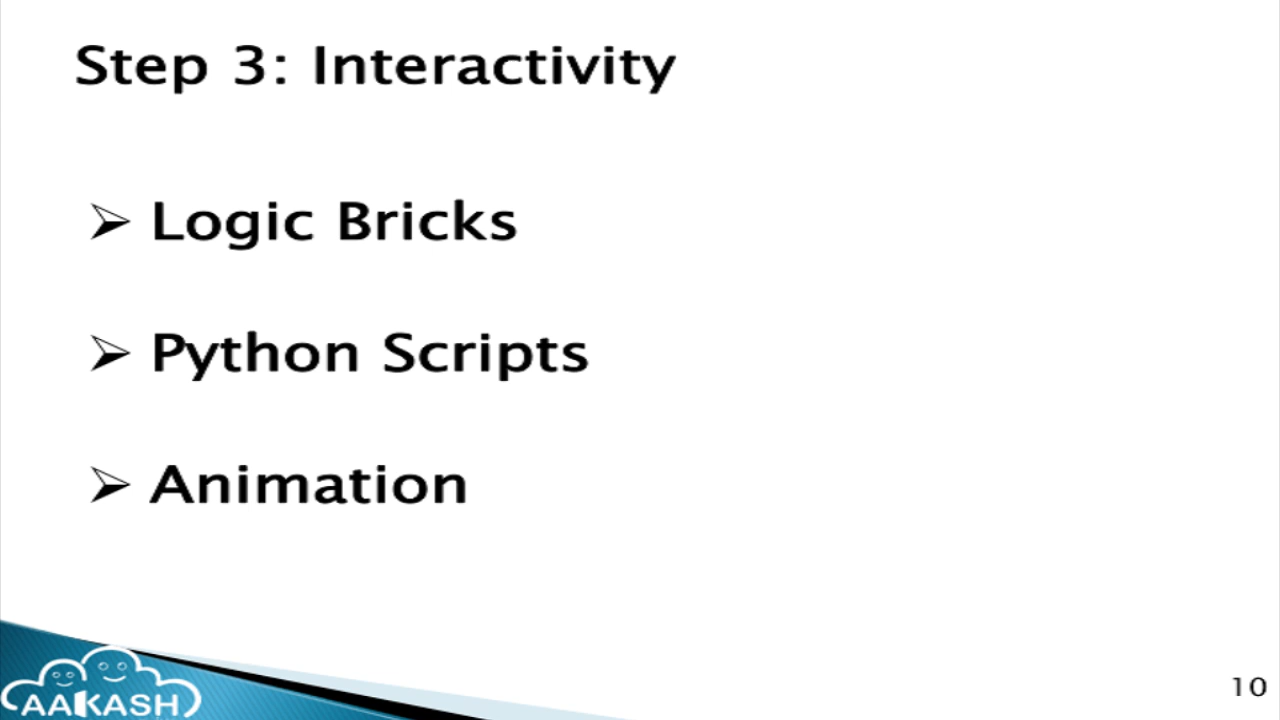 Step 3: Interactivity
➢ Logic Bricks
➢ Python Scripts
➢ Animation
AAKASH
10